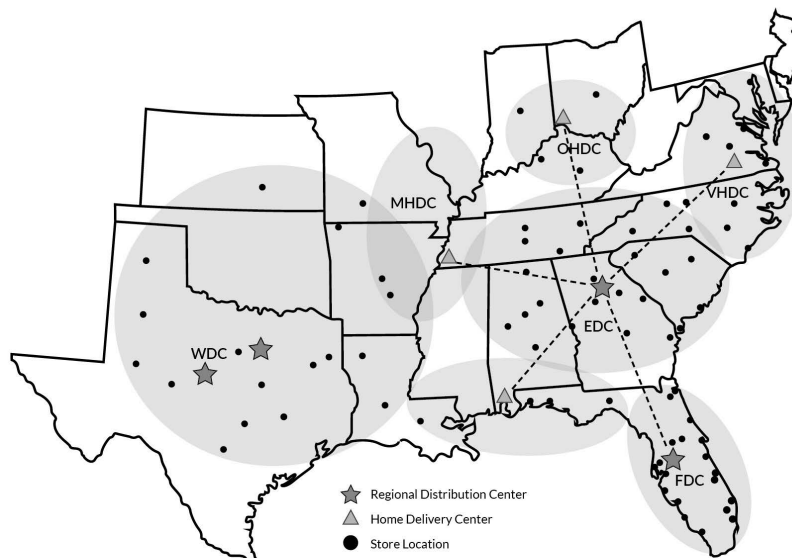 OHDC
MHDC
VHDC
WDC
EDC
FDC
Regional Distribution Center
Home Delivery Center
Store Location